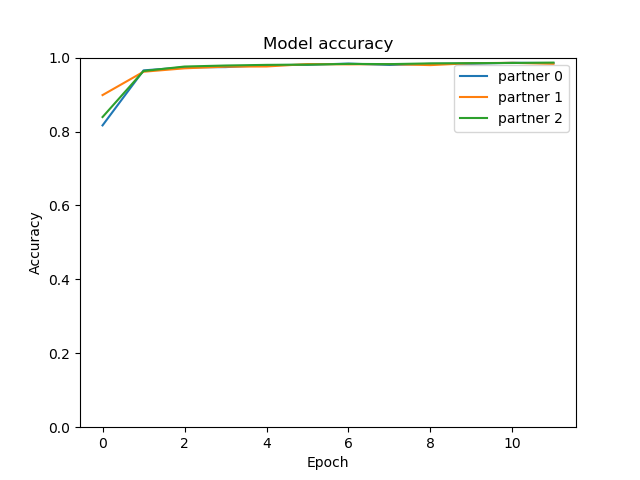 Model accuracy
1.0
0.8
0.6
0.4
0.2
0.0
Accuracy
partner 0
partner 1
partner 2
0 2 4 6 8 10
Epoch